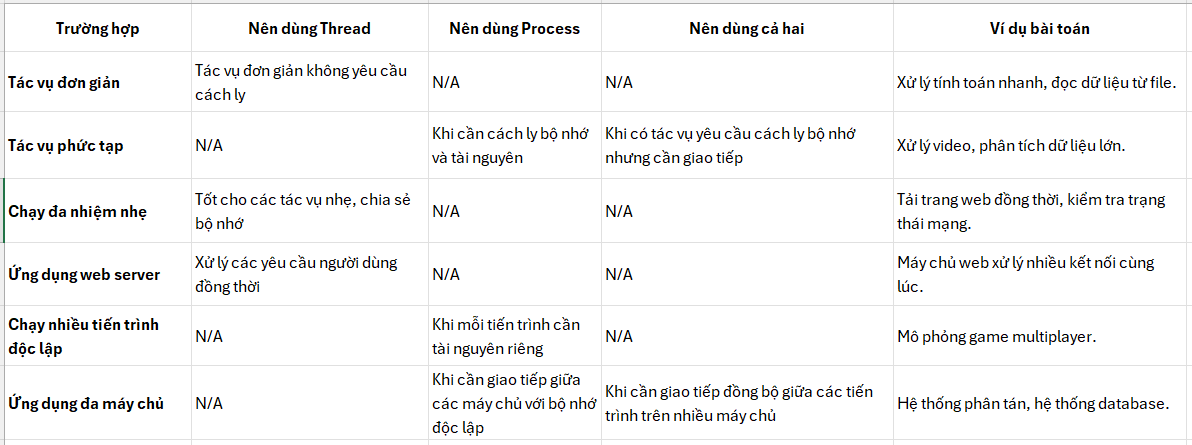 Trường hợp
Nên dùng Thread
Nên dùng Process
Nên dùng cả hai
Ví dụ bài toán
Tác vụ đơn giản
Tác vụ đơn giản không yêu cầu
cách ly
N/A
N/A
Xử lý tính toán nhanh, đọc dữ liệu từ file.
Tác vụ phức tạp
N/A
Khi cần cách ly bộ nhớ
và tài nguyên
Khi có tác vụ yêu cầu cách ly bộ nhớ
nhưng cần giao tiếp
Xử lý video, phân tích dữ liệu lớn.
Chạy đa nhiệm nhẹ
Tốt cho các tác vụ nhẹ, chia sẻ
bộ nhớ
N/A
N/A
Tải trang web đồng thời, kiểm tra trạng
thái mạng.
Ứng dụng web server
Xử lý các yêu cầu người dùng
đồng thời
N/A
N/A
Máy chủ web xử lý nhiều kết nối cùng
lúc.
Chạy nhiều tiến trình
độc lập
N/A
Khi mỗi tiến trình cần
tài nguyên riêng
N/A
Mô phỏng game multiplayer.
Ứng dụng đa máy chủ
N/A
Khi cần giao tiếp giữa
các máy chủ với bộ nhớ
độc lập
Khi cần giao tiếp đồng bộ giữa các tiến
trình trên nhiều máy chủ
Hệ thống phân tán, hệ thống database.